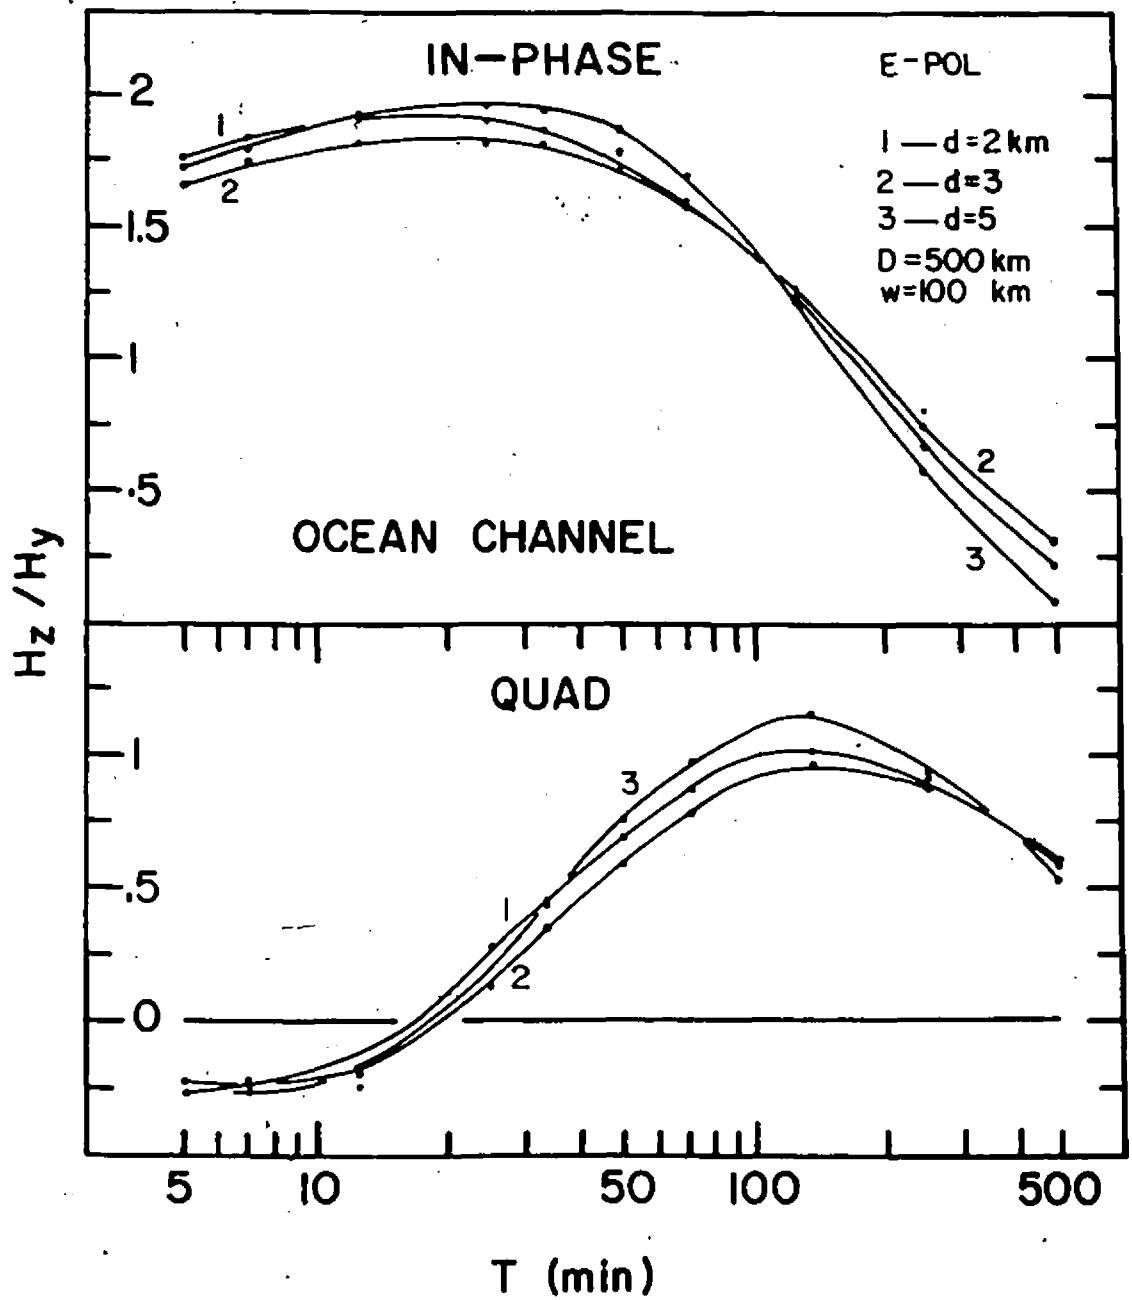 IN-PHASE
E-POL
1 — d=2 km
2 — d=3
3 — d=5
D=500 km
w=100 km
2
1.5
1
.5
1
2
2
3
OCEAN CHANNEL
Hz/Hy
QUAD
1
.5
0
3
1
2
5 10 50 100 500
T (min)